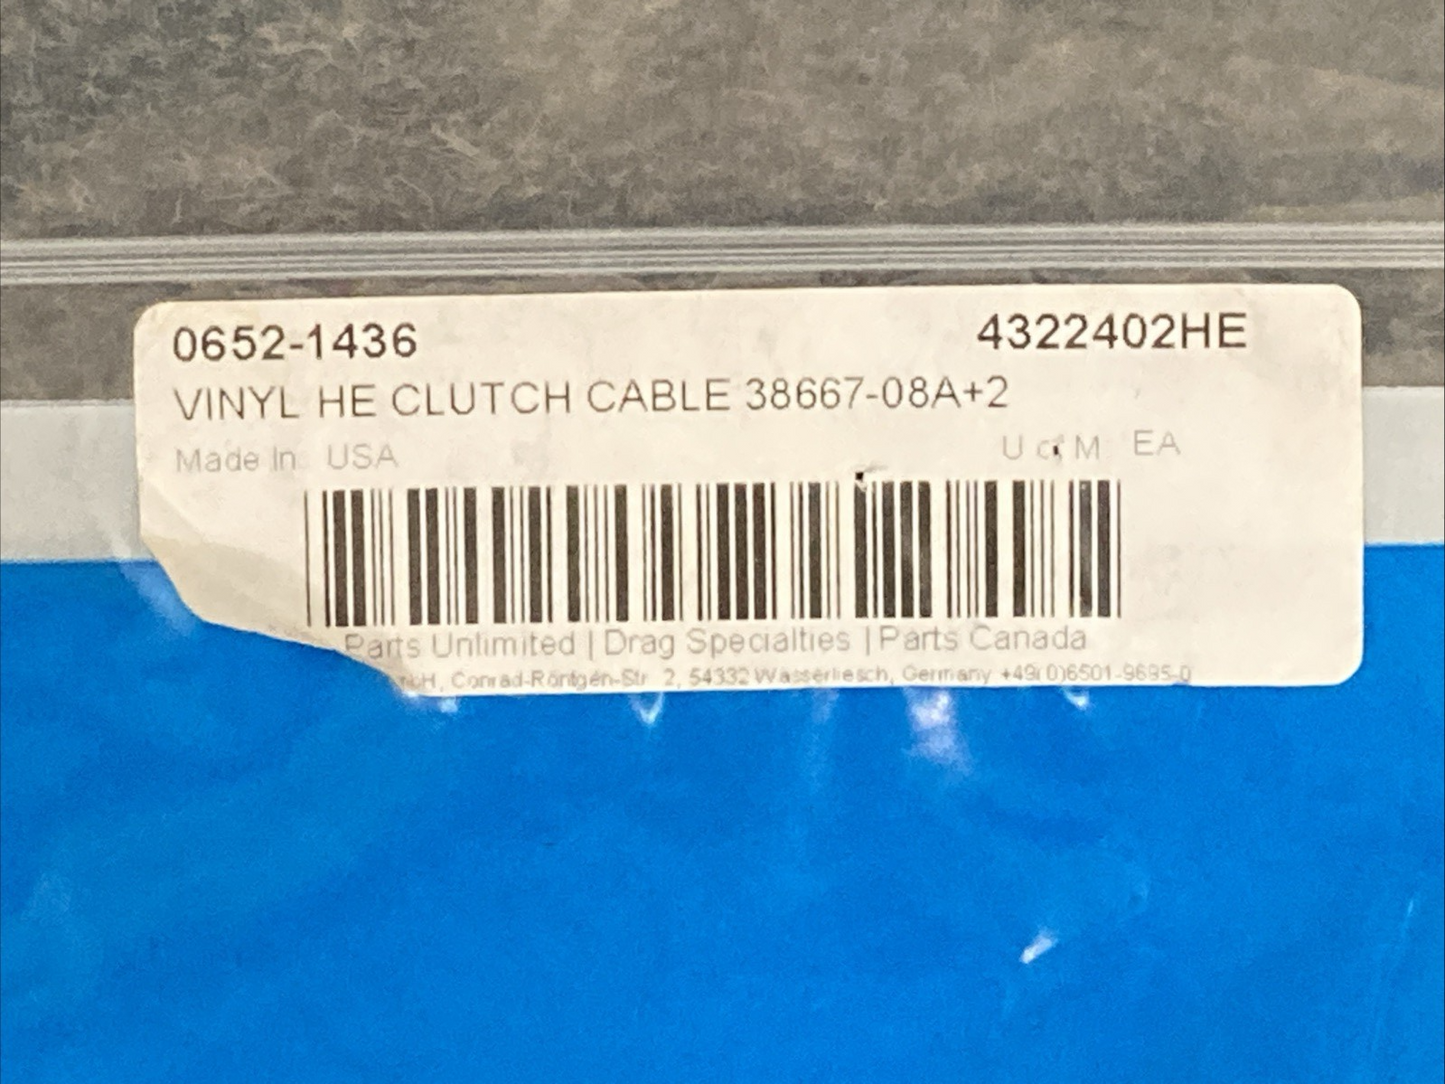 0652-1436 4322402HE
VINYL HE CLUTCH CABLE 38667-08A+2
Made In: USA U of M: EA
Parts Unlimited | Drag Specialties | Parts Canada
Conrad-Röntgen-Str. 2, 54332 Wasserliesch, Germany +49(0)6501-9695-0